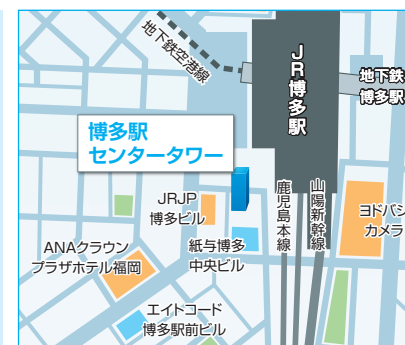 地下鉄空港線
JR博多駅
地下鉄
博多駅
博多駅
センタータワー
JRJP
博多ビル
鹿児島本線
山陽新幹線
ヨドバシ
カメラ
ANAクラウン
プラザホテル福岡
紙与博多
中央ビル
エイトコード
博多駅前ビル